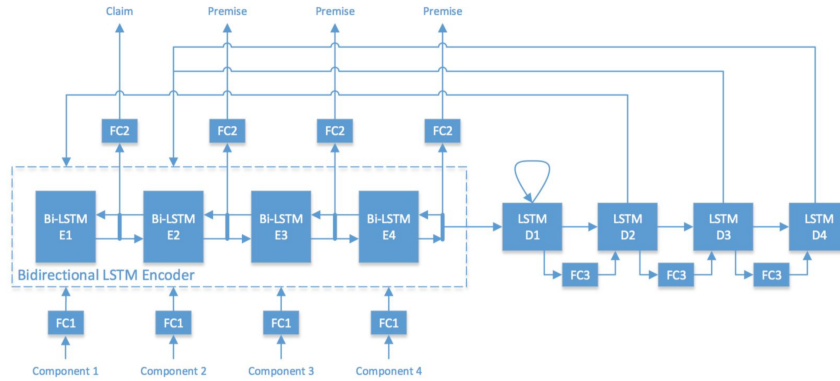 Claim
Premise
Premise
Premise
FC2
FC2
FC2
FC2
Bi-LSTM
E1
Bi-LSTM
E2
Bi-LSTM
E3
Bi-LSTM
E4
LSTM
D1
LSTM
D2
LSTM
D3
LSTM
D4
Bidirectional LSTM Encoder
FC3
FC3
FC3
FC1
FC1
FC1
FC1
Component 1
Component 2
Component 3
Component 4